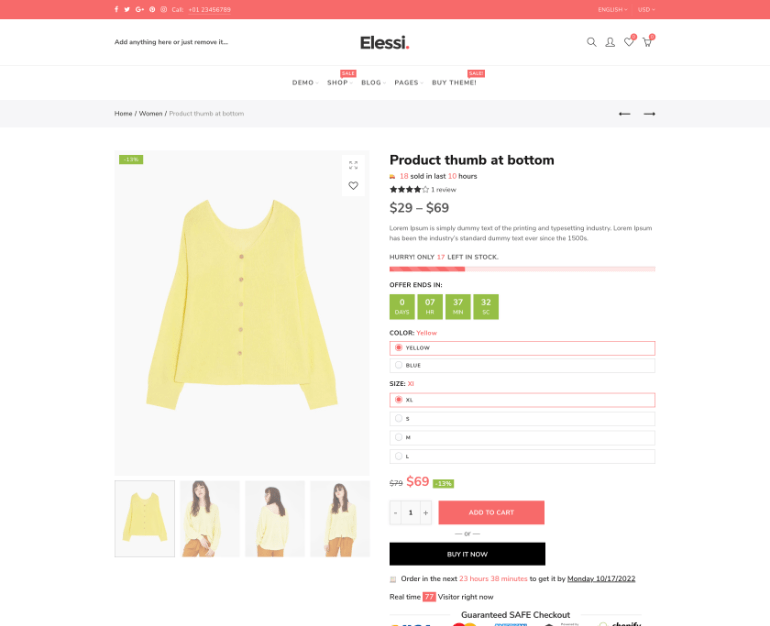 Call: +01 23456789
ENGLISH
USD
Add anything here or just remove it...
Elessi.
0
0
SALE
SALE!
DEMO
SHOP
BLOG
PAGES
BUY THEME!
Home / Women / Product thumb at bottom
-13%
Product thumb at bottom
18 sold in last 10 hours
1 review
$29 – $69
Lorem Ipsum is simply dummy text of the printing and typesetting industry. Lorem Ipsum
has been the industry's standard dummy text ever since the 1500s.
HURRY! ONLY 17 LEFT IN STOCK.
OFFER ENDS IN:
0 07 37 32
DAYS HR MIN SC
COLOR: Yellow
YELLOW
BLUE
SIZE: Xl
XL
S
M
L
$79 $69 -13%
- 1 +
ADD TO CART
— or —
BUY IT NOW
Order in the next 23 hours 38 minutes to get it by Monday 10/17/2022
Real time 77 Visitor right now
Guaranteed SAFE Checkout